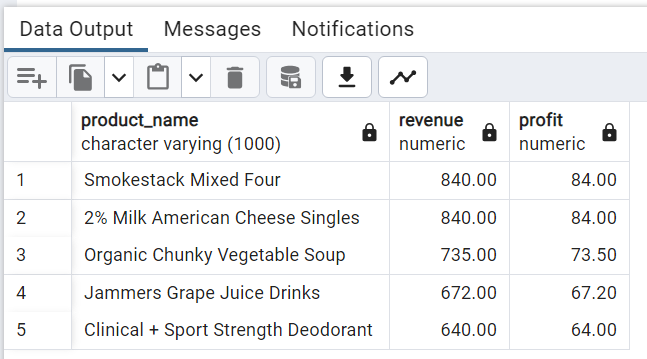 Data Output Messages Notifications
product_name revenue profit
character varying (1000) numeric numeric
1 Smokestack Mixed Four 840.00 84.00
2 2% Milk American Cheese Singles 840.00 84.00
3 Organic Chunky Vegetable Soup 735.00 73.50
4 Jammers Grape Juice Drinks 672.00 67.20
5 Clinical + Sport Strength Deodorant 640.00 64.00